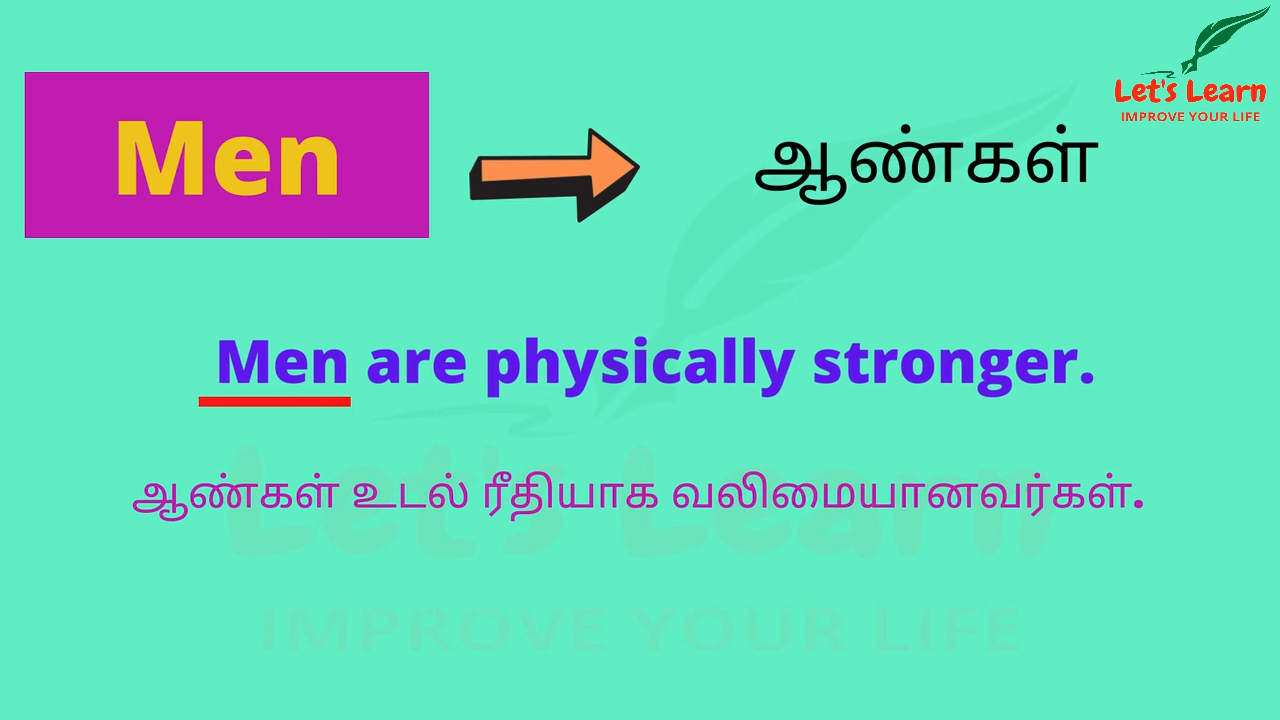 Let's Learn
IMPROVE YOUR LIFE
Men
ஆண்கள்
Men are physically stronger.
ஆண்கள் உடல் ரீதியாக வலிமையானவர்கள்.
Let's Learn
IMPROVE YOUR LIFE